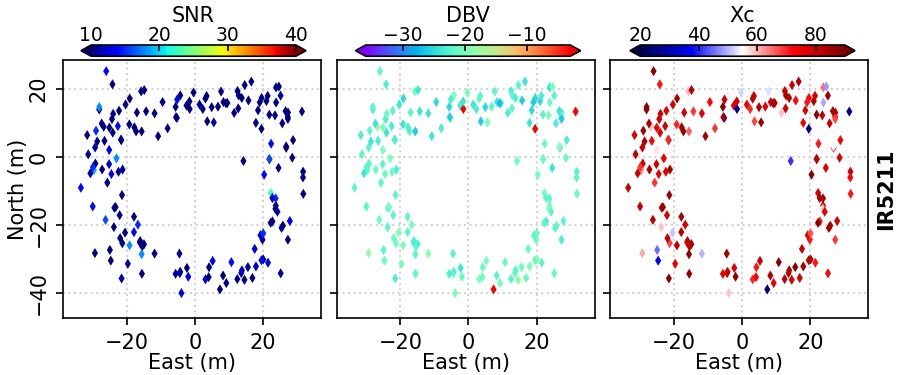 SNR DBV Xc
10 20 30 40 −30 −20 −10 20 40 60 80
20
0
−20
−40
North (m)
−20 0 20 −20 0 20 −20 0 20
East (m) East (m) East (m)
IR5211